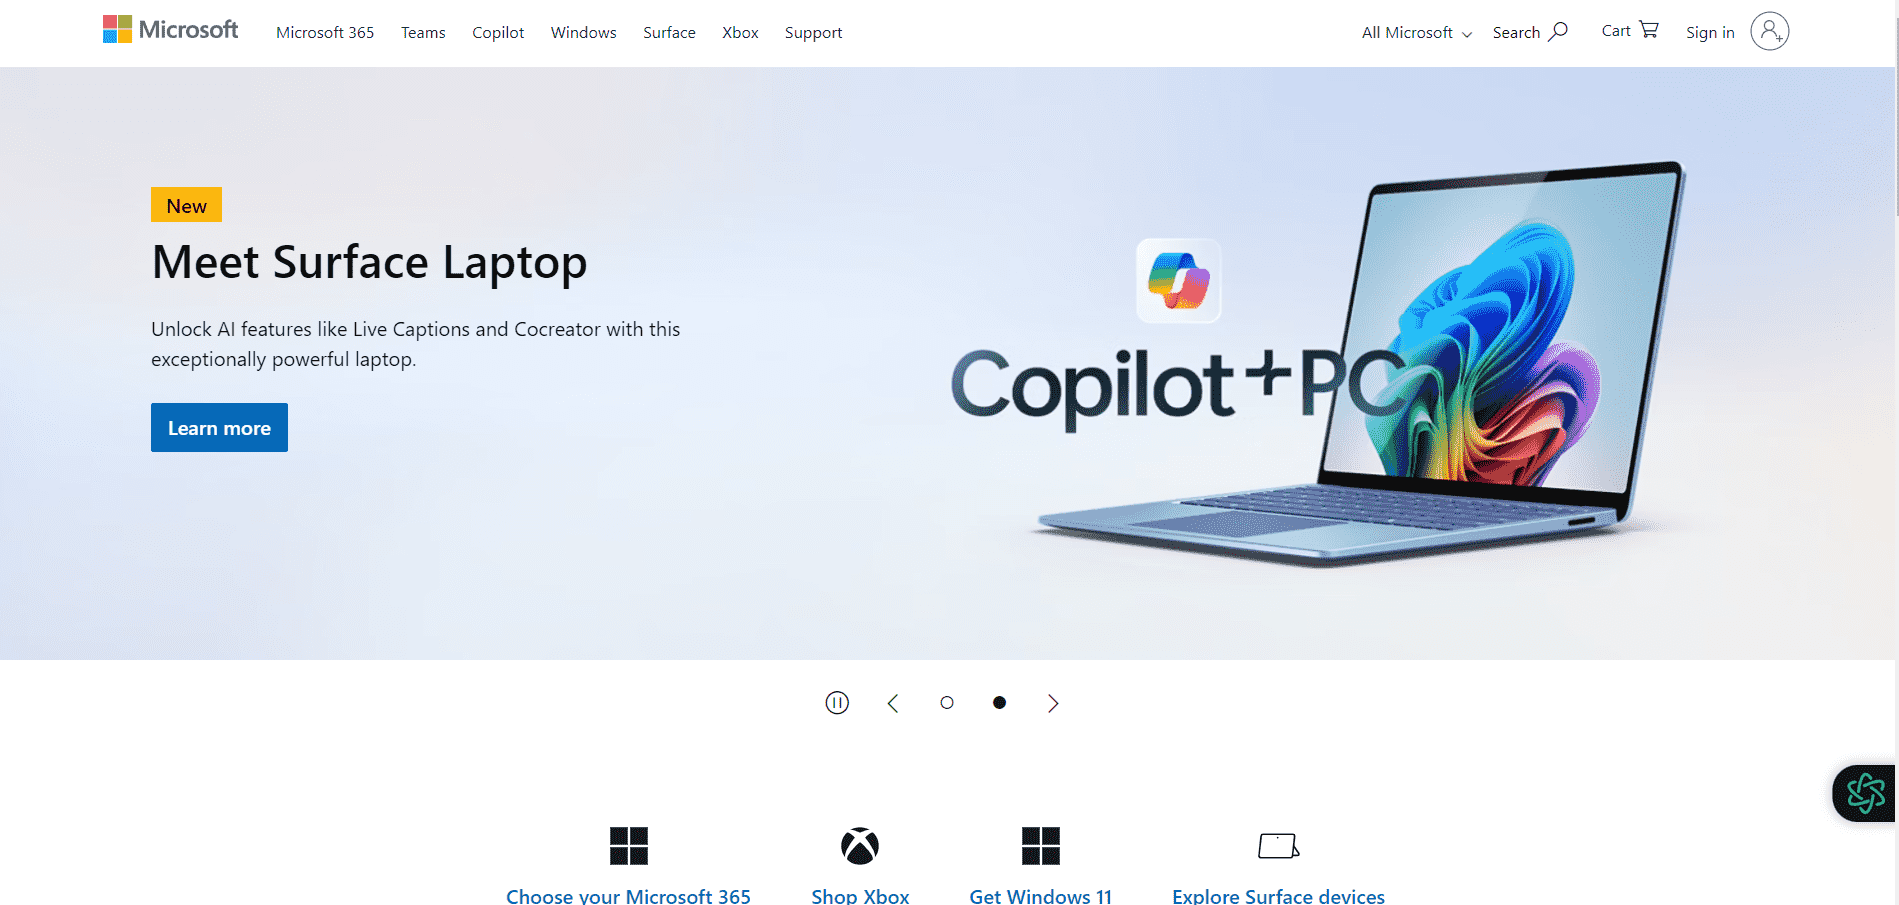 Microsoft
Microsoft 365 Teams Copilot Windows Surface Xbox Support
All Microsoft Search Cart Sign in
New
Meet Surface Laptop
Unlock AI features like Live Captions and Cocreator with this
exceptionally powerful laptop.
Learn more
Copilot+PC
Choose your Microsoft 365
Shop Xbox
Get Windows 11
Explore Surface devices